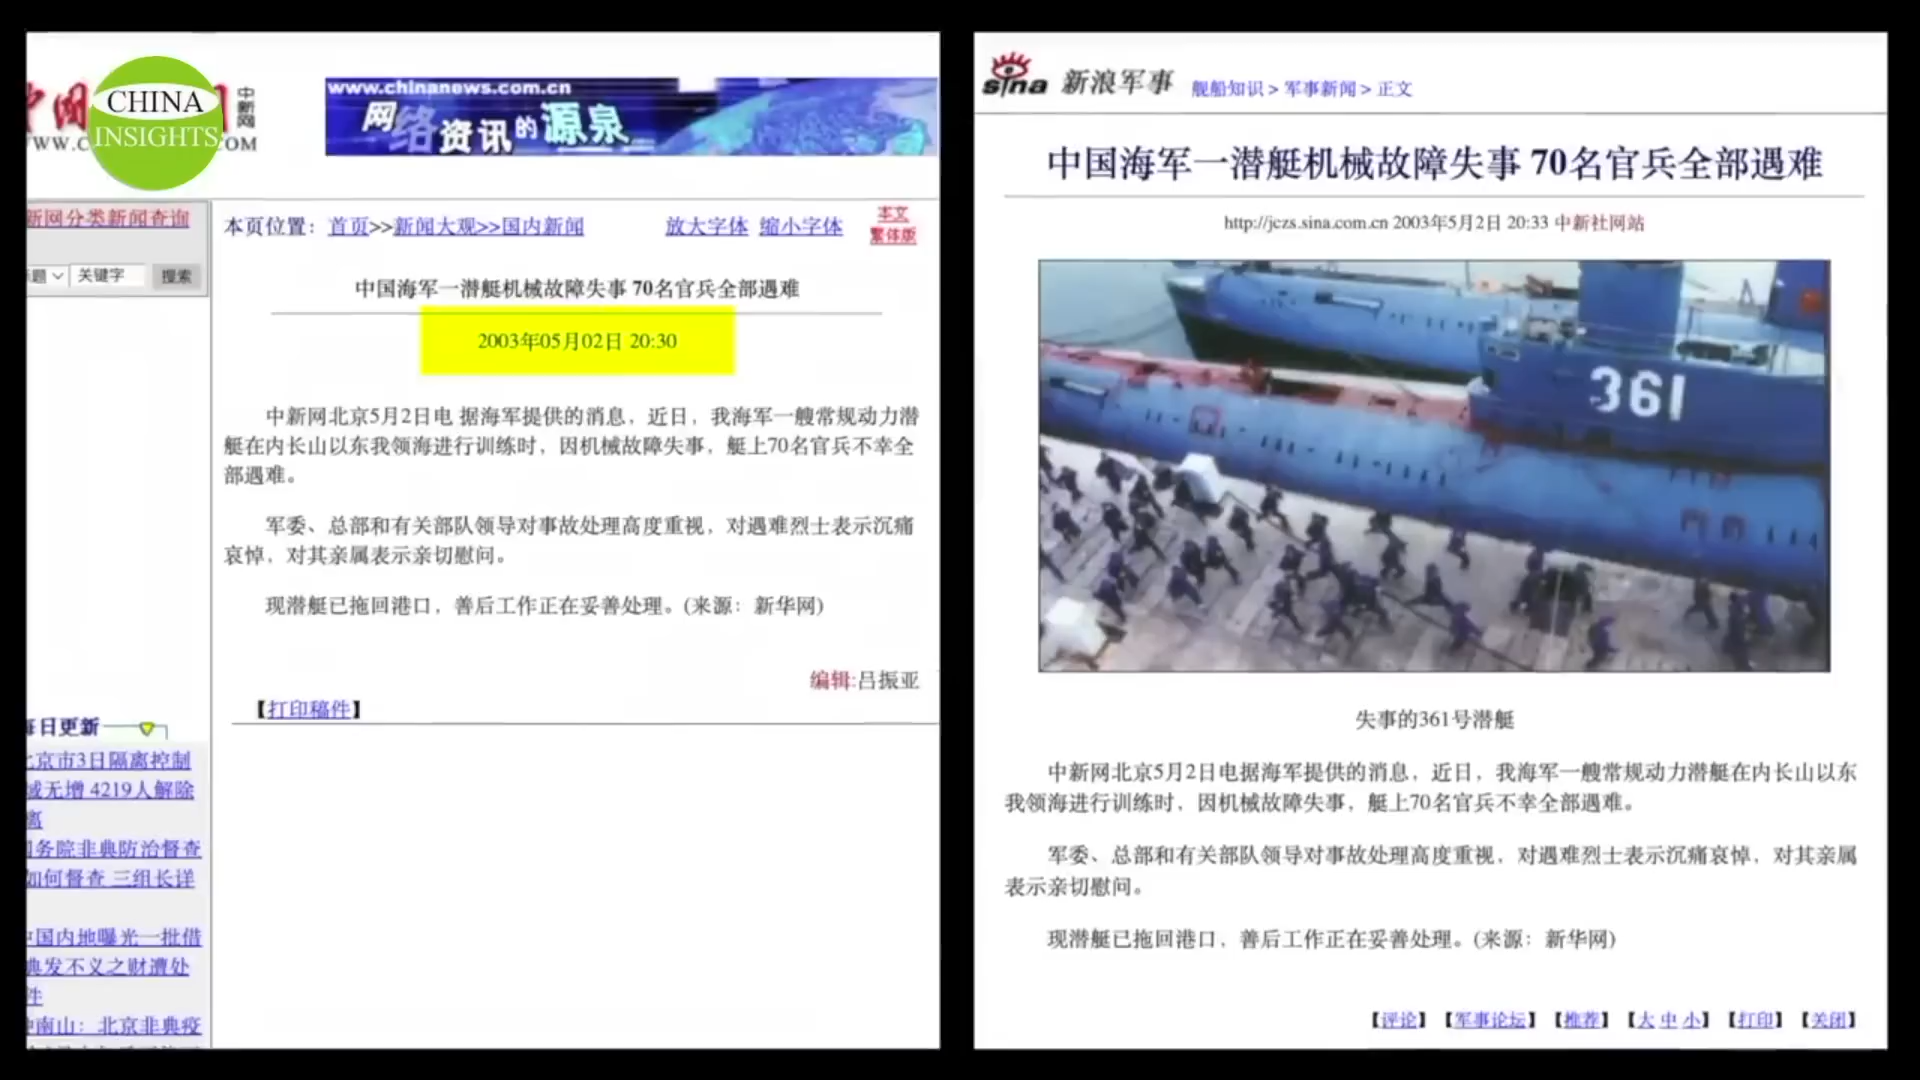 中国
中新网
WWW.C
OM
CHINA
INSIGHTS
www.chinanews.com.cn
网络资讯的源泉
新网分类新闻查询
题
关键字
搜索
本页位置：首页>>新闻大观>>国内新闻
放大字体 缩小字体
本文
繁体版
中国海军一潜艇机械故障失事 70名官兵全部遇难
2003年05月02日 20:30
中新网北京5月2日电 据海军提供的消息，近日，我海军一艘常规动力潜
艇在内长山以东我领海进行训练时，因机械故障失事，艇上70名官兵不幸全
部遇难。
军委、总部和有关部队领导对事故处理高度重视，对遇难烈士表示沉痛
哀悼，对其亲属表示亲切慰问。
现潜艇已拖回港口，善后工作正在妥善处理。(来源：新华网)
编辑:吕振亚
【打印稿件】
每日更新
北京市3日隔离控制
域无增 4219人解除
离
国务院非典防治督查
如何督查 三组长详
中国内地曝光一批借
典发不义之财遭处
件
钟南山：北京非典疫
sina 新浪军事
舰船知识 > 军事新闻 > 正文
中国海军一潜艇机械故障失事 70名官兵全部遇难
http://jczs.sina.com.cn 2003年5月2日 20:33 中新社网站
361
失事的361号潜艇
中新网北京5月2日电据海军提供的消息，近日，我海军一艘常规动力潜艇在内长山以东
我领海进行训练时，因机械故障失事，艇上70名官兵不幸全部遇难。
军委、总部和有关部队领导对事故处理高度重视，对遇难烈士表示沉痛哀悼，对其亲属
表示亲切慰问。
现潜艇已拖回港口，善后工作正在妥善处理。(来源：新华网)
【评论】【军事论坛】【推荐】【大 中 小】【打印】【关闭】